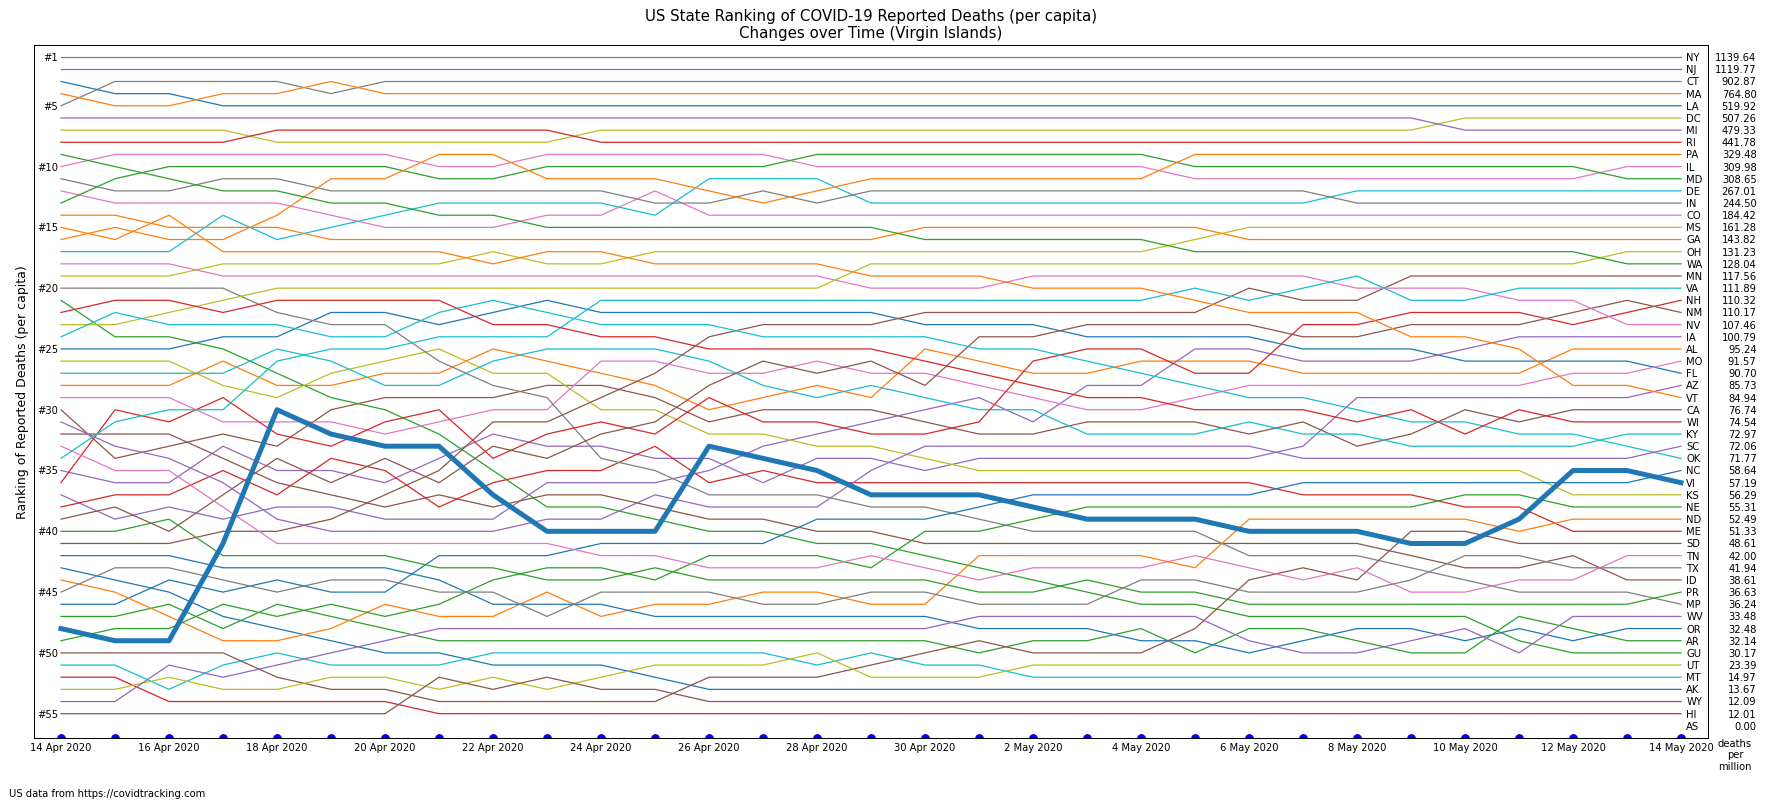 US State Ranking of COVID-19 Reported Deaths (per capita)
Changes over Time (Virgin Islands)
Ranking of Reported Deaths (per capita)
#1
#5
#10
#15
#20
#25
#30
#35
#40
#45
#50
#55
NY 1139.64
NJ 1119.77
CT 902.87
MA 764.80
LA 519.92
DC 507.26
MI 479.33
RI 441.78
PA 329.48
IL 309.98
MD 308.65
DE 267.01
IN 244.50
CO 184.42
MS 161.28
GA 143.82
OH 131.23
WA 128.04
MN 117.56
VA 111.89
NH 110.32
NM 110.17
NV 107.46
IA 100.79
AL 95.24
MO 91.57
FL 90.70
AZ 85.73
VT 84.94
CA 76.74
WI 74.54
KY 72.97
SC 72.06
OK 71.77
NC 58.64
VI 57.19
KS 56.29
NE 55.31
ND 52.49
ME 51.33
SD 48.61
TN 42.00
TX 41.94
ID 38.61
PR 36.63
MP 36.24
WV 33.48
OR 32.48
AR 32.14
GU 30.17
UT 23.39
MT 14.97
AK 13.67
WY 12.09
HI 12.01
AS 0.00
14 Apr 2020 16 Apr 2020 18 Apr 2020 20 Apr 2020 22 Apr 2020 24 Apr 2020 26 Apr 2020 28 Apr 2020 30 Apr 2020 2 May 2020 4 May 2020 6 May 2020 8 May 2020 10 May 2020 12 May 2020 14 May 2020
deaths
per
million
US data from https://covidtracking.com